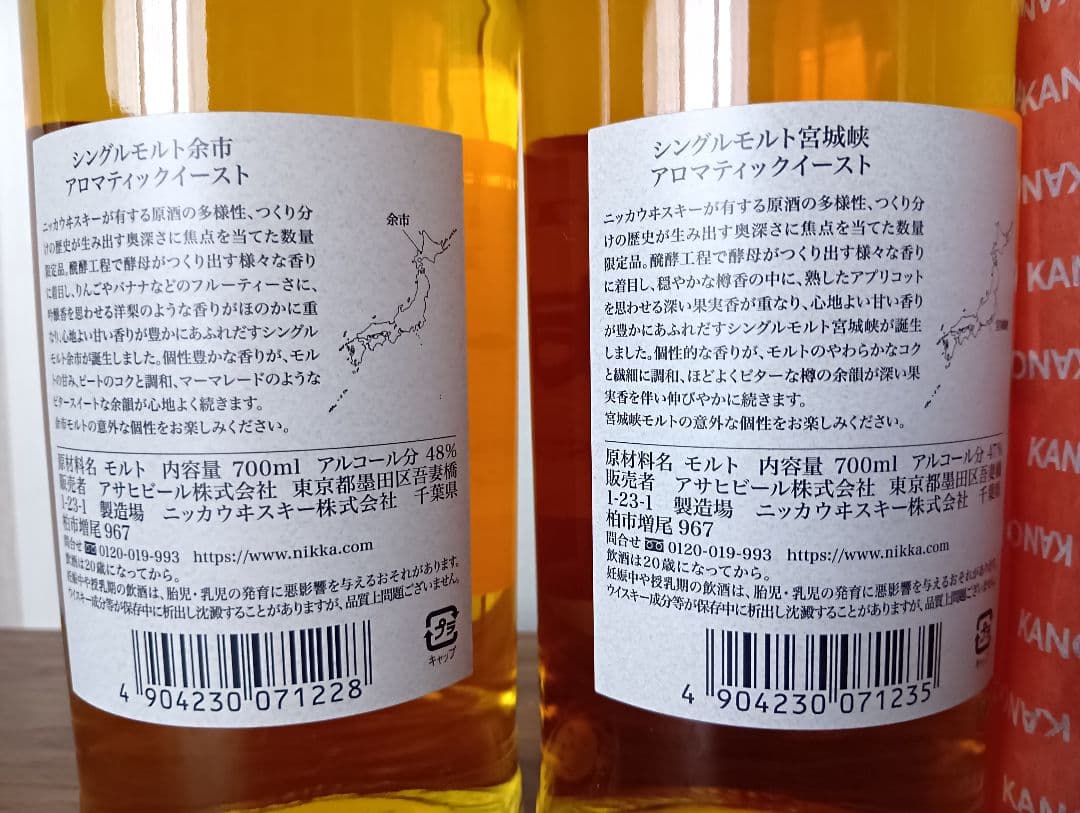 シングルモルト余市
アロマティックイースト
ニッカウヰスキーが有する原酒の多様性、つくり分
けの歴史が生み出す奥深さに焦点を当てた数量
限定品。醗酵工程で酵母がつくり出す様々な香り
に着目し、りんごやバナナなどのフルーティーさに、
吟醸香を思わせる洋梨のような香りがほのかに重
なり、心地よい甘い香りが豊かにあふれだすシングル
モルト余市が誕生しました。個性豊かな香りが、モル
トの甘み、ピートのコクと調和、マーマレードのような
ビタースイートな余韻が心地よく続きます。
余市モルトの意外な個性をお楽しみください。
余市
原材料名 モルト 内容量 700ml アルコール分 48%
販売者 アサヒビール株式会社 東京都墨田区吾妻橋
1-23-1 製造場 ニッカウヰスキー株式会社 千葉県
柏市増尾 967
問合せ 0120-019-993 https://www.nikka.com
飲酒は20歳になってから。
妊娠中や授乳期の飲酒は、胎児・乳児の発育に悪影響を与えるおそれがあります。
ウイスキー成分等が保存中に析出し沈澱することがありますが、品質上問題ございません。
プラ
キャップ
4 904230 071228
シングルモルト宮城峡
アロマティックイースト
ニッカウヰスキーが有する原酒の多様性、つくり分
けの歴史が生み出す奥深さに焦点を当てた数量
限定品。醗酵工程で酵母がつくり出す様々な香り
に着目し、穏やかな樽香の中に、熟したアプリコット
を思わせる深い果実香が重なり、心地よい甘い香り
が豊かにあふれだすシングルモルト宮城峡が誕生
しました。個性的な香りが、モルトのやわらかなコク
と繊細に調和、ほどよくビターな樽の余韻が深い果
実香を伴い伸びやかに続きます。
宮城峡モルトの意外な個性をお楽しみください。
原材料名 モルト 内容量 700ml アルコール分 47%
販売者 アサヒビール株式会社 東京都墨田区吾妻橋
1-23-1 製造場 ニッカウヰスキー株式会社 千葉県
柏市増尾 967
問合せ 0120-019-993 https://www.nikka.com
飲酒は20歳になってから。
妊娠中や授乳期の飲酒は、胎児・乳児の発育に悪影響を与えるおそれがあります。
ウイスキー成分等が保存中に析出し沈澱することがありますが、品質上問題ございません。
キャップ
4 904230 071235
KAN
KAN
KAN
KANO
KAN
KANO
KANO
KANO
KAN
KANO